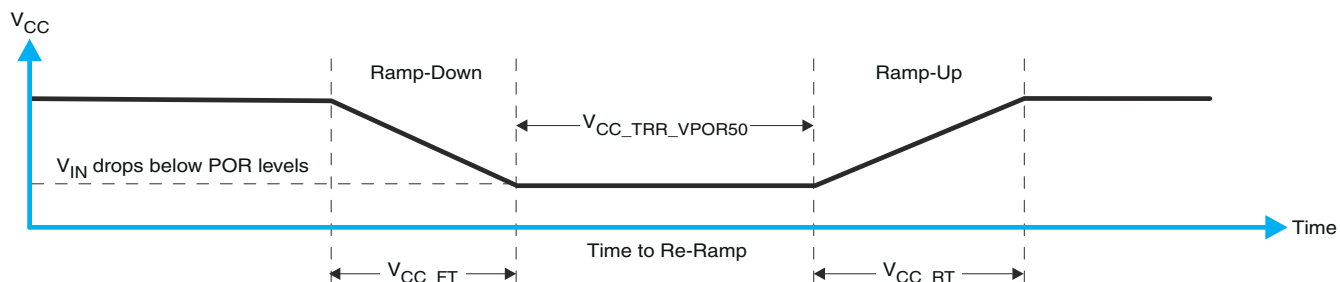 V_CC
Ramp-Down
Ramp-Up
V_CC_TRR_VPOR50
V_IN drops below POR levels
Time
Time to Re-Ramp
V_CC_FT
V_CC_RT